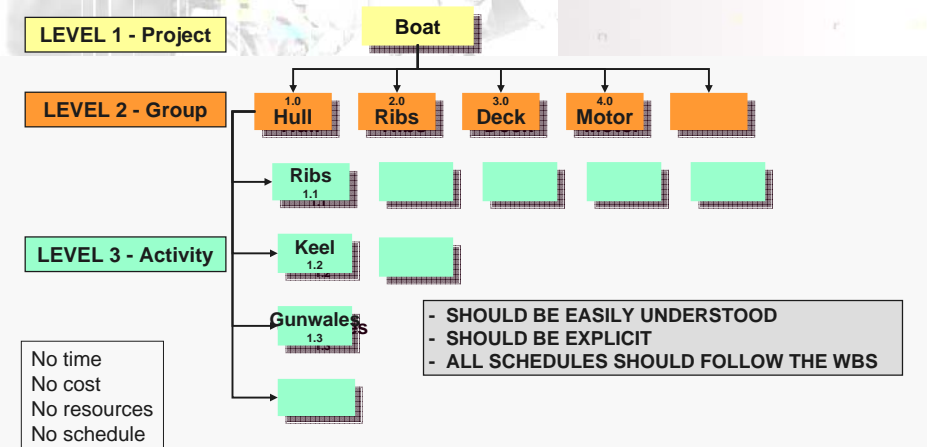 LEVEL 1 - Project
Boat
LEVEL 2 - Group
1.0
Hull
2.0
Ribs
3.0
Deck
4.0
Motor
Ribs
1.1
LEVEL 3 - Activity
Keel
1.2
Gunwales
1.3
- SHOULD BE EASILY UNDERSTOOD
- SHOULD BE EXPLICIT
- ALL SCHEDULES SHOULD FOLLOW THE WBS
No time
No cost
No resources
No schedule